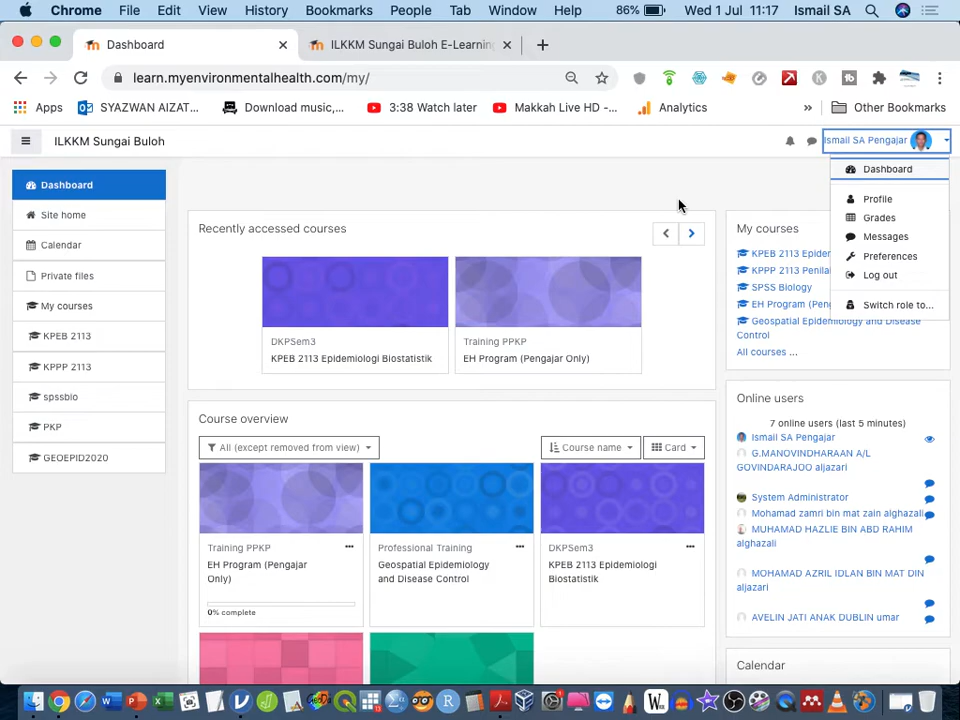 Chrome File Edit View History Bookmarks People Tab Window Help 86% Wed 1 Jul 11:17 Ismail SA
Dashboard ILKKM Sungai Buloh E-Learning
learn.myenvironmentalhealth.com/my/
Apps SYAZWAN AIZAT... Download music,... 3:38 Watch later Makkah Live HD -... Analytics » Other Bookmarks
ILKKM Sungai Buloh
Ismail SA Pengajar
Dashboard
Profile
Grades
Messages
Preferences
Log out
Switch role to...
Dashboard
Site home
Calendar
Private files
My courses
KPEB 2113
KPPP 2113
spssbio
PKP
GEOEPID2020
Recently accessed courses
DKPSem3
KPEB 2113 Epidemiologi Biostatistik
Training PPKP
EH Program (Pengajar Only)
Course overview
All (except removed from view)
Course name
Card
Training PPKP
EH Program (Pengajar
Only)
0% complete
Professional Training
Geospatial Epidemiology
and Disease Control
DKPSem3
KPEB 2113 Epidemiologi
Biostatistik
My courses
KPEB 2113 Epider
KPPP 2113 Penila
SPSS Biology
EH Program (Peng
Geospatial Epidemiology and Disease
Control
All courses ...
Online users
7 online users (last 5 minutes)
Ismail SA Pengajar
G.MANOVINDHARAAN A/L
GOVINDARAJOO aljazari
System Administrator
Mohamad zamri bin mat zain alghazali
MUHAMAD HAZLIE BIN ABD RAHIM
alghazali
MOHAMAD AZRIL IDLAN BIN MAT DIN
aljazari
AVELIN JATI ANAK DUBLIN umar
Calendar